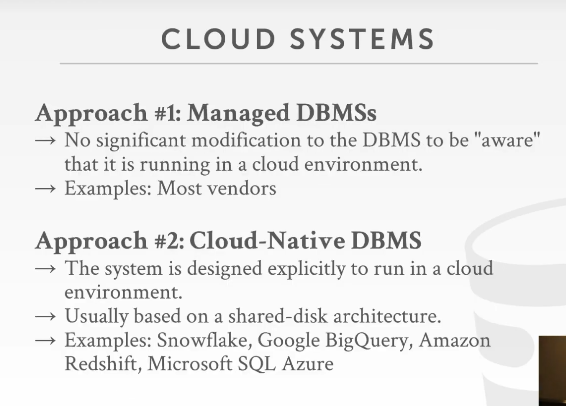 CLOUD SYSTEMS
Approach #1: Managed DBMSs
→ No significant modification to the DBMS to be "aware"
that it is running in a cloud environment.
→ Examples: Most vendors
Approach #2: Cloud-Native DBMS
→ The system is designed explicitly to run in a cloud
environment.
→ Usually based on a shared-disk architecture.
→ Examples: Snowflake, Google BigQuery, Amazon
Redshift, Microsoft SQL Azure